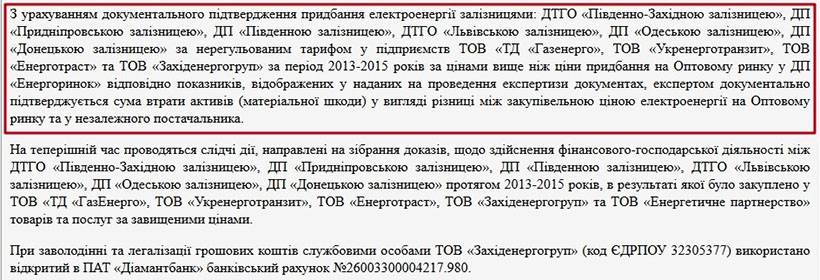 З урахуванням документального підтвердження придбання електроенергії залізницями: ДТГО «Південно-Західною залізницею», ДП
«Придніпровською залізницею», ДП «Південною залізницею», ДТГО «Львівською залізницею», ДП «Одеською залізницею», ДП
«Донецькою залізницею» за нерегульованим тарифом у підприємств ТОВ «ТД «Газенерго», ТОВ «Укренерготранзит», ТОВ
«Енерготраст» та ТОВ «Західенергогруп» за період 2013-2015 років за цінами вище ніж ціни придбання на Оптовому ринку у ДП
«Енергоринок» відповідно показників, відображених у наданих на проведення експертизи документах, експертом документально
підтверджується сума втрати активів (матеріальної шкоди) у вигляді різниці між закупівельною ціною електроенергії на Оптовому
ринку та у незалежного постачальника.
На теперішній час проводяться слідчі дії, направлені на зібрання доказів, щодо здійснення фінансового-господарської діяльності між
ДТГО «Південно-Західною залізницею», ДП «Придніпровською залізницею», ДП «Південною залізницею», ДТГО «Львівською
залізницею», ДП «Одеською залізницею», ДП «Донецькою залізницею» протягом 2013-2015 років, в результаті якої було закуплено у
ТОВ «ТД «ГазЕнерго», ТОВ «Укренерготранзит», ТОВ «Енерготраст», ТОВ «Західенергогруп» та ТОВ «Енергетичне партнерство»
товарів та послуг за завищеними цінами.
При заволодінні та легалізації грошових коштів службовими особами ТОВ «Західенергогруп» (код ЄДРПОУ 32305377) використано
відкритий в ПАТ «Діамантбанк» банківський рахунок №26003300004217.980.